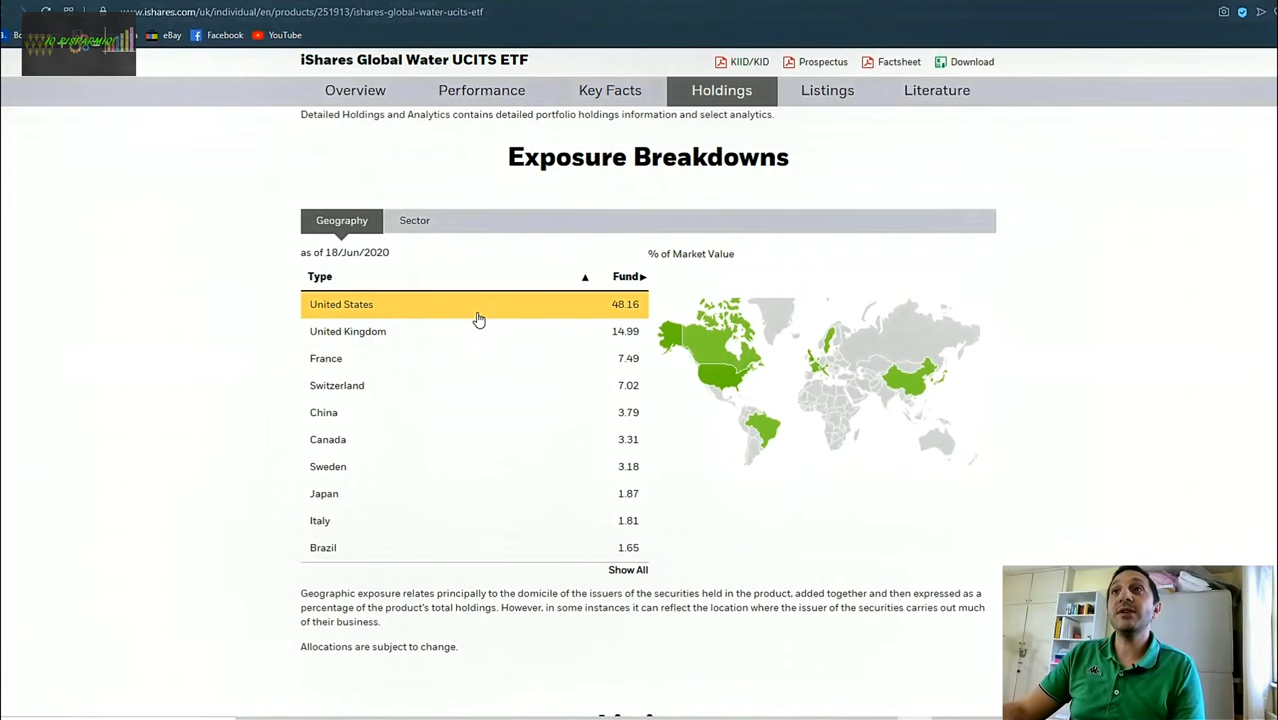 www.ishares.com/uk/individual/en/products/251913/ishares-global-water-ucits-etf
eBay
Facebook
YouTube
iShares Global Water UCITS ETF
KIID/KID
Prospectus
Factsheet
Download
Overview
Performance
Key Facts
Holdings
Listings
Literature
Detailed Holdings and Analytics contains detailed portfolio holdings information and select analytics.
Exposure Breakdowns
Geography
Sector
as of 18/Jun/2020
% of Market Value
Type ▲ Fund▶
United States 48.16
United Kingdom 14.99
France 7.49
Switzerland 7.02
China 3.79
Canada 3.31
Sweden 3.18
Japan 1.87
Italy 1.81
Brazil 1.65
Show All
Geographic exposure relates principally to the domicile of the issuers of the securities held in the product, added together and then expressed as a
percentage of the product's total holdings. However, in some instances it can reflect the location where the issuer of the securities carries out much
of their business.
Allocations are subject to change.